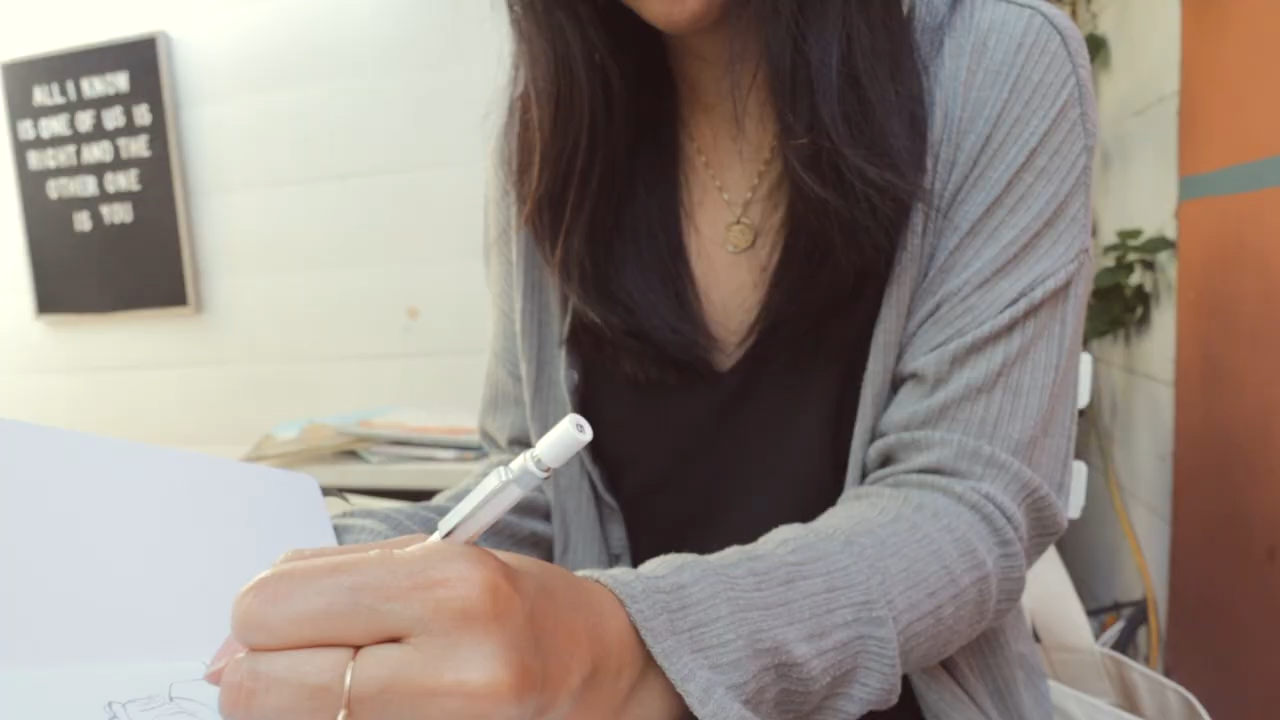 ALL I KNOW
IS ONE OF US IS
RIGHT AND THE
OTHER ONE
IS YOU